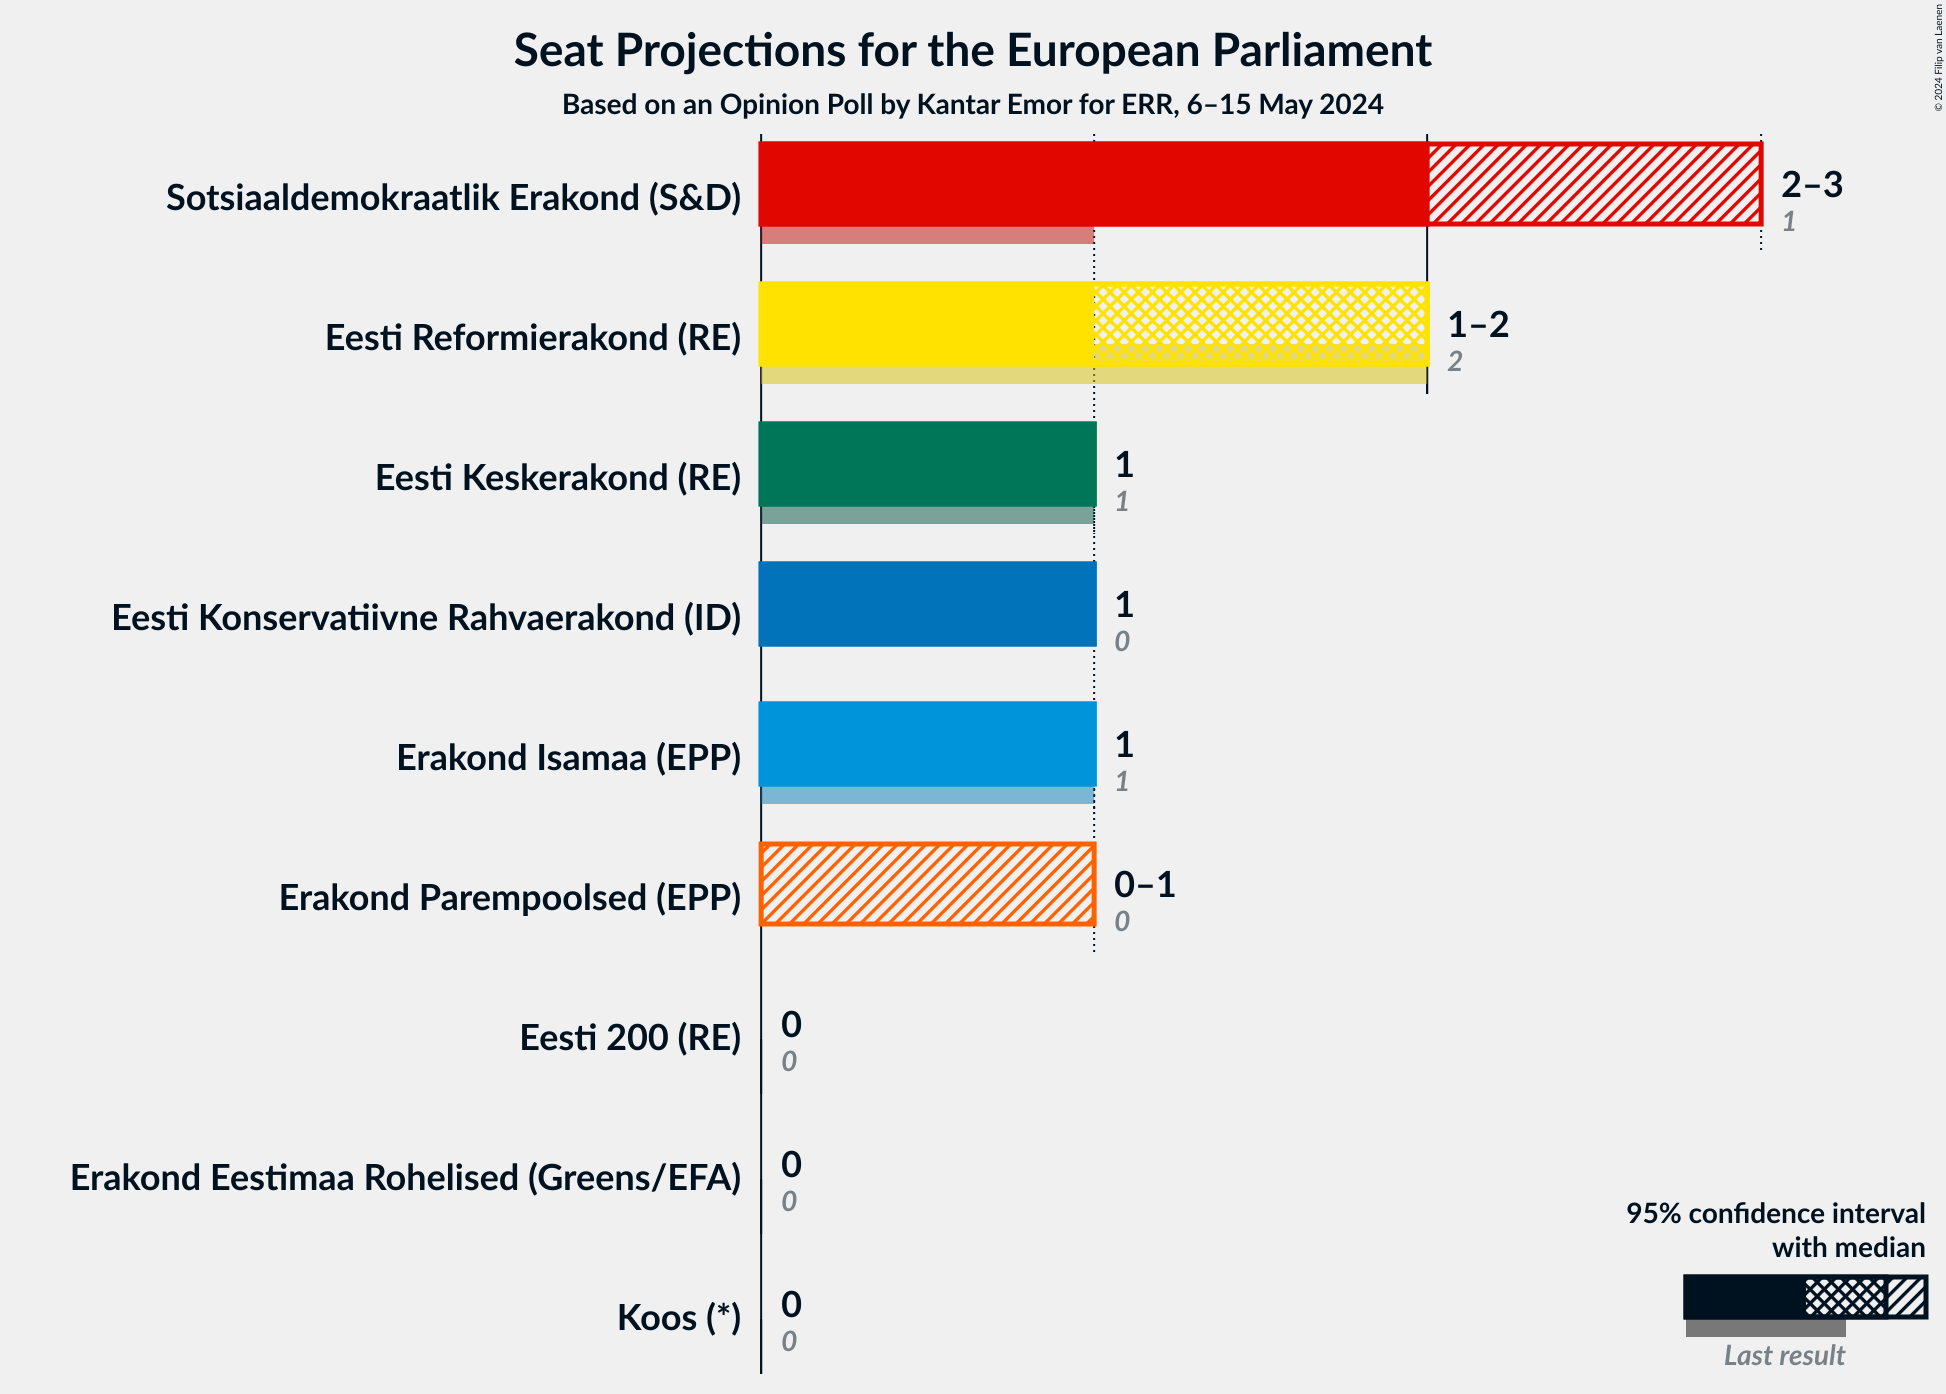 Seat Projections for the European Parliament
Based on an Opinion Poll by Kantar Emor for ERR, 6–15 May 2024
© 2024 Filip van Laenen
Sotsiaaldemokraatlik Erakond (S&D)
2–3
1
Eesti Reformierakond (RE)
1–2
2
Eesti Keskerakond (RE)
1
1
Eesti Konservatiivne Rahvaerakond (ID)
1
0
Erakond Isamaa (EPP)
1
1
Erakond Parempoolsed (EPP)
0–1
0
Eesti 200 (RE)
0
0
Erakond Eestimaa Rohelised (Greens/EFA)
0
0
Koos (*)
0
0
95% confidence interval
with median
Last result